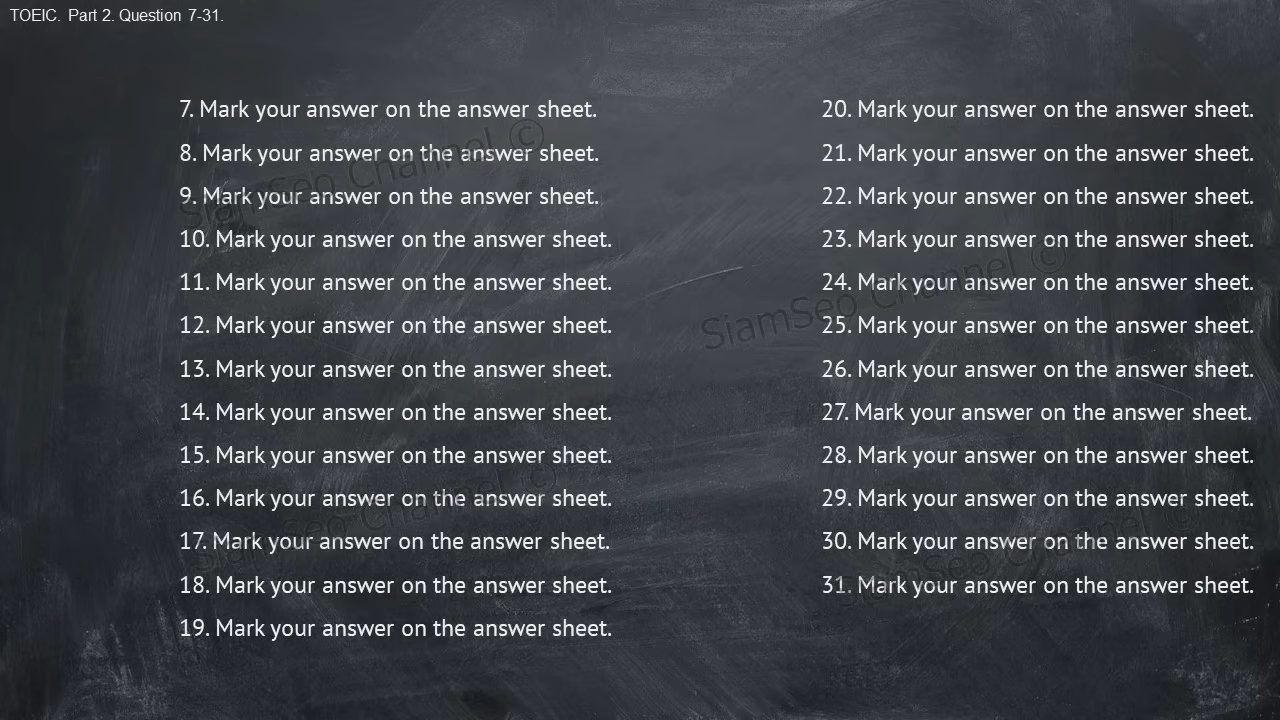 TOEIC. Part 2. Question 7-31.
7. Mark your answer on the answer sheet.
8. Mark your answer on the answer sheet.
9. Mark your answer on the answer sheet.
10. Mark your answer on the answer sheet.
11. Mark your answer on the answer sheet.
12. Mark your answer on the answer sheet.
13. Mark your answer on the answer sheet.
14. Mark your answer on the answer sheet.
15. Mark your answer on the answer sheet.
16. Mark your answer on the answer sheet.
17. Mark your answer on the answer sheet.
18. Mark your answer on the answer sheet.
19. Mark your answer on the answer sheet.
20. Mark your answer on the answer sheet.
21. Mark your answer on the answer sheet.
22. Mark your answer on the answer sheet.
23. Mark your answer on the answer sheet.
24. Mark your answer on the answer sheet.
25. Mark your answer on the answer sheet.
26. Mark your answer on the answer sheet.
27. Mark your answer on the answer sheet.
28. Mark your answer on the answer sheet.
29. Mark your answer on the answer sheet.
30. Mark your answer on the answer sheet.
31. Mark your answer on the answer sheet.
SiamSeo Channel ©
SiamSeo Channel ©
SiamSeo Channel ©
SiamSeo Channel ©